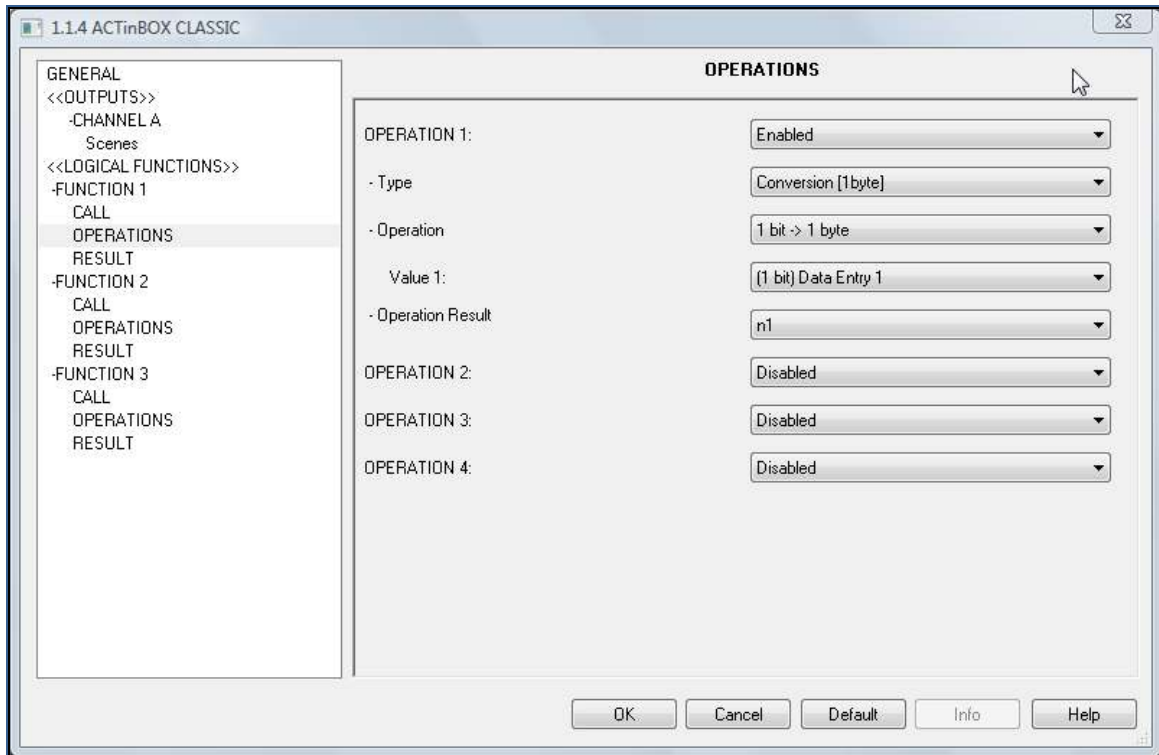 1.1.4 ACTinBOX CLASSIC
GENERAL
<<OUTPUTS>>
-CHANNEL A
Scenes
<<LOGICAL FUNCTIONS>>
-FUNCTION 1
CALL
OPERATIONS
RESULT
-FUNCTION 2
CALL
OPERATIONS
RESULT
-FUNCTION 3
CALL
OPERATIONS
RESULT
OPERATIONS
OPERATION 1: Enabled
- Type Conversion [1byte]
- Operation 1 bit -> 1 byte
Value 1: (1 bit) Data Entry 1
- Operation Result n1
OPERATION 2: Disabled
OPERATION 3: Disabled
OPERATION 4: Disabled
OK Cancel Default Info Help